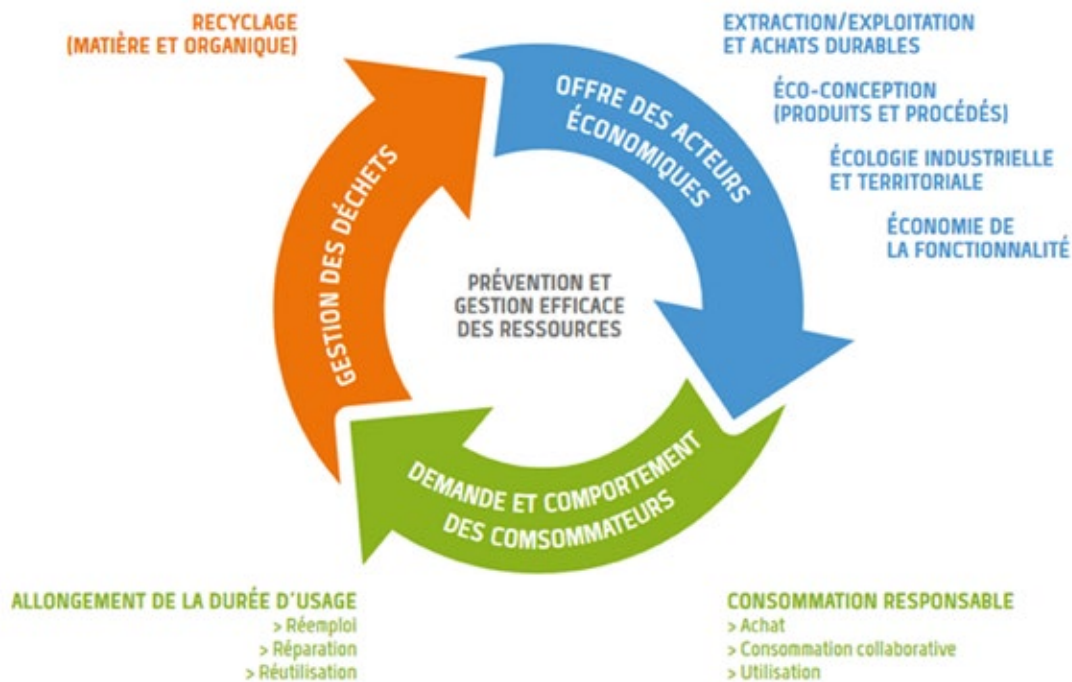 RECYCLAGE
(MATIÈRE ET ORGANIQUE)
EXTRACTION/EXPLOITATION
ET ACHATS DURABLES
ÉCO-CONCEPTION
(PRODUITS ET PROCÉDÉS)
ÉCOLOGIE INDUSTRIELLE
ET TERRITORIALE
ÉCONOMIE DE
LA FONCTIONNALITÉ
OFFRE DES ACTEURS
ÉCONOMIQUES
GESTION DES DÉCHETS
PRÉVENTION ET
GESTION EFFICACE
DES RESSOURCES
DEMANDE ET COMPORTEMENT
DES COMSOMMATEURS
ALLONGEMENT DE LA DURÉE D'USAGE
> Réemploi
> Réparation
> Réutilisation
CONSOMMATION RESPONSABLE
> Achat
> Consommation collaborative
> Utilisation